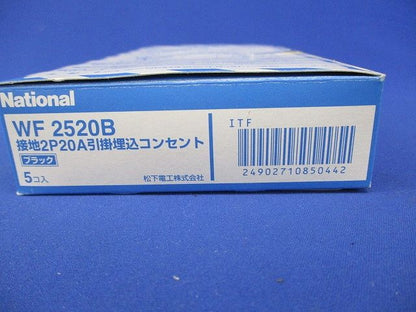 National
WF 2520B
接地2P20A引掛埋込コンセント
ブラック
5コ入
松下電工株式会社
ITF
24902710850442